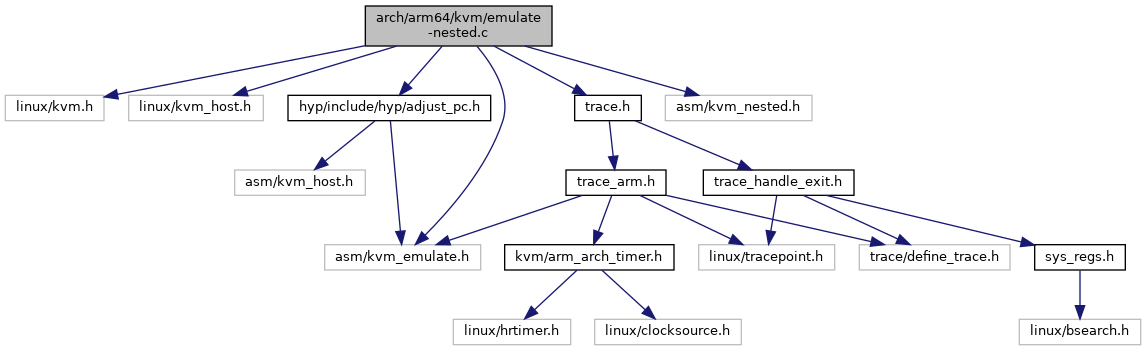 arch/arm64/kvm/emulate
-nested.c
linux/kvm.h
linux/kvm_host.h
hyp/include/hyp/adjust_pc.h
trace.h
asm/kvm_nested.h
asm/kvm_host.h
trace_arm.h
trace_handle_exit.h
asm/kvm_emulate.h
kvm/arm_arch_timer.h
linux/tracepoint.h
trace/define_trace.h
sys_regs.h
linux/hrtimer.h
linux/clocksource.h
linux/bsearch.h